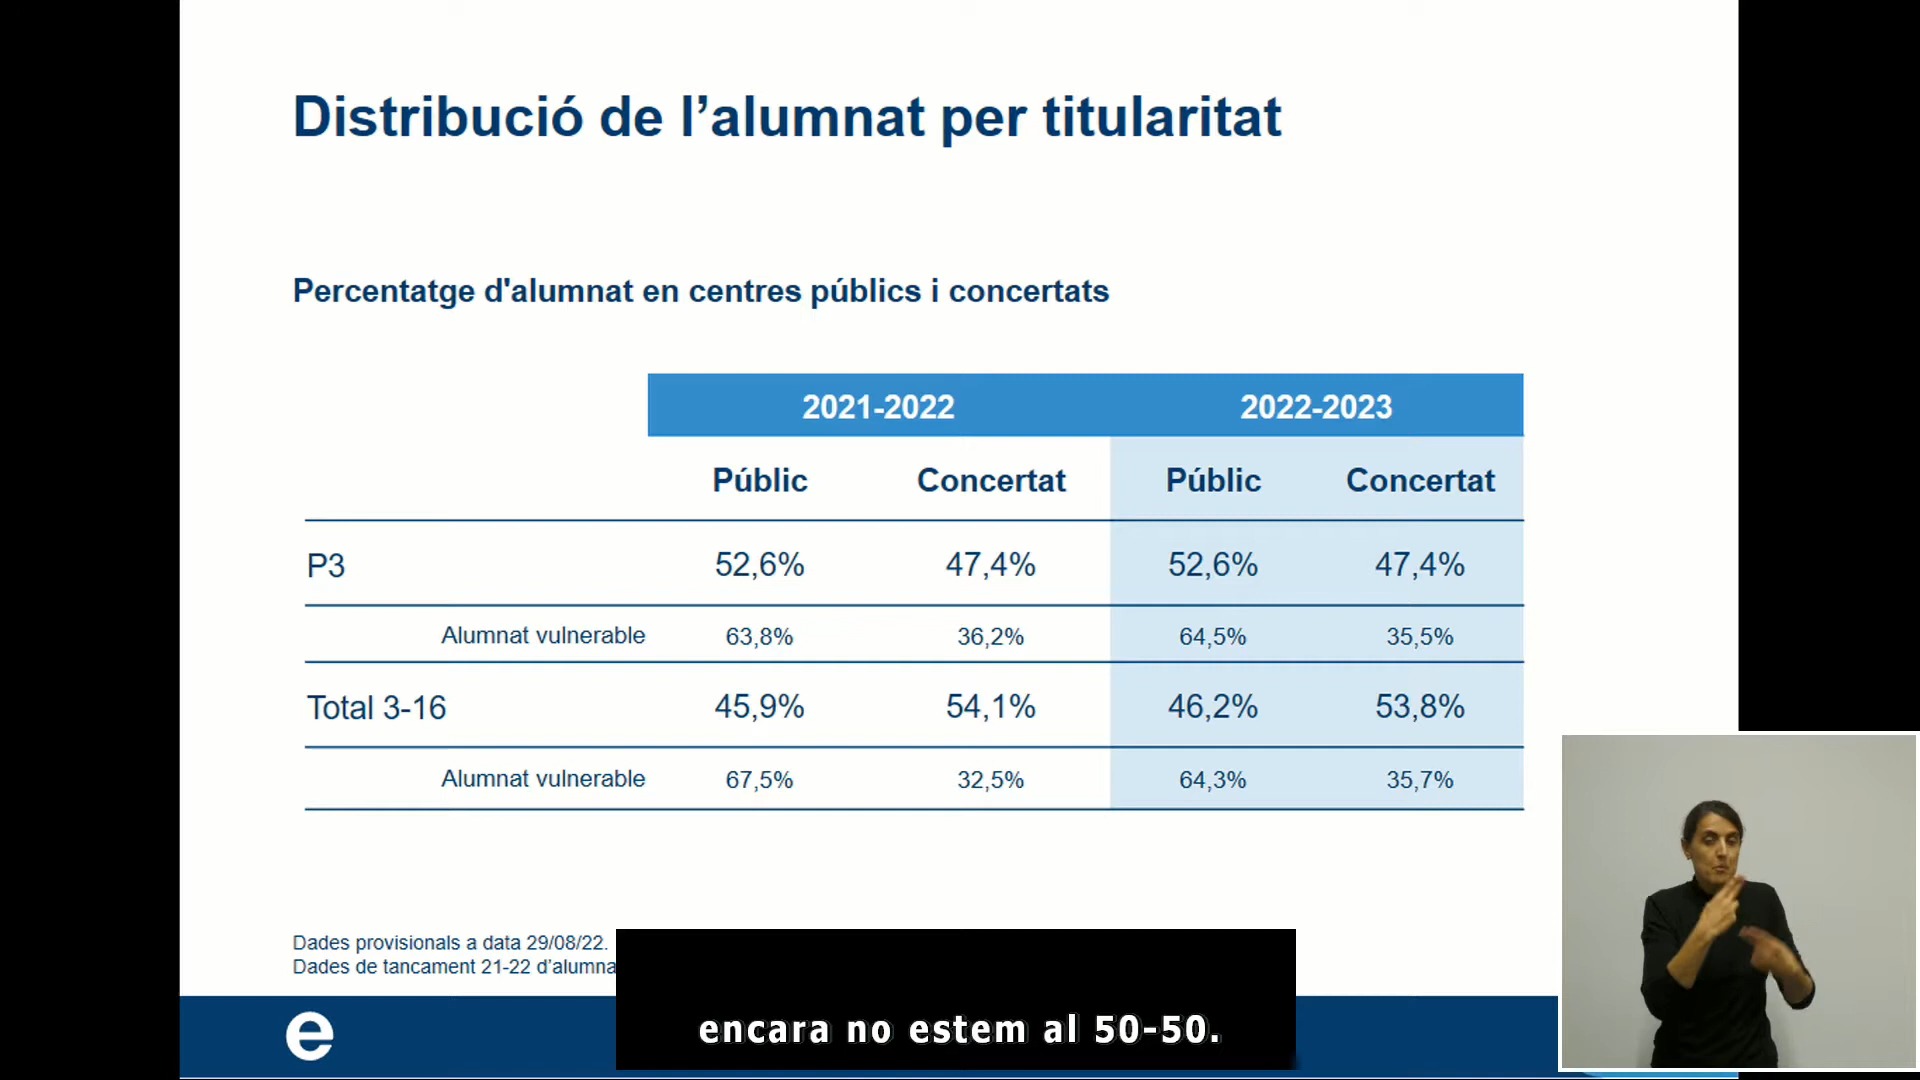 Distribució de l’alumnat per titularitat
Percentatge d'alumnat en centres públics i concertats
2021-2022 2022-2023
Públic Concertat Públic Concertat
P3 52,6% 47,4% 52,6% 47,4%
Alumnat vulnerable 63,8% 36,2% 64,5% 35,5%
Total 3-16 45,9% 54,1% 46,2% 53,8%
Alumnat vulnerable 67,5% 32,5% 64,3% 35,7%
Dades provisionals a data 29/08/22.
Dades de tancament 21-22 d’alumna
e
encara no estem al 50-50.